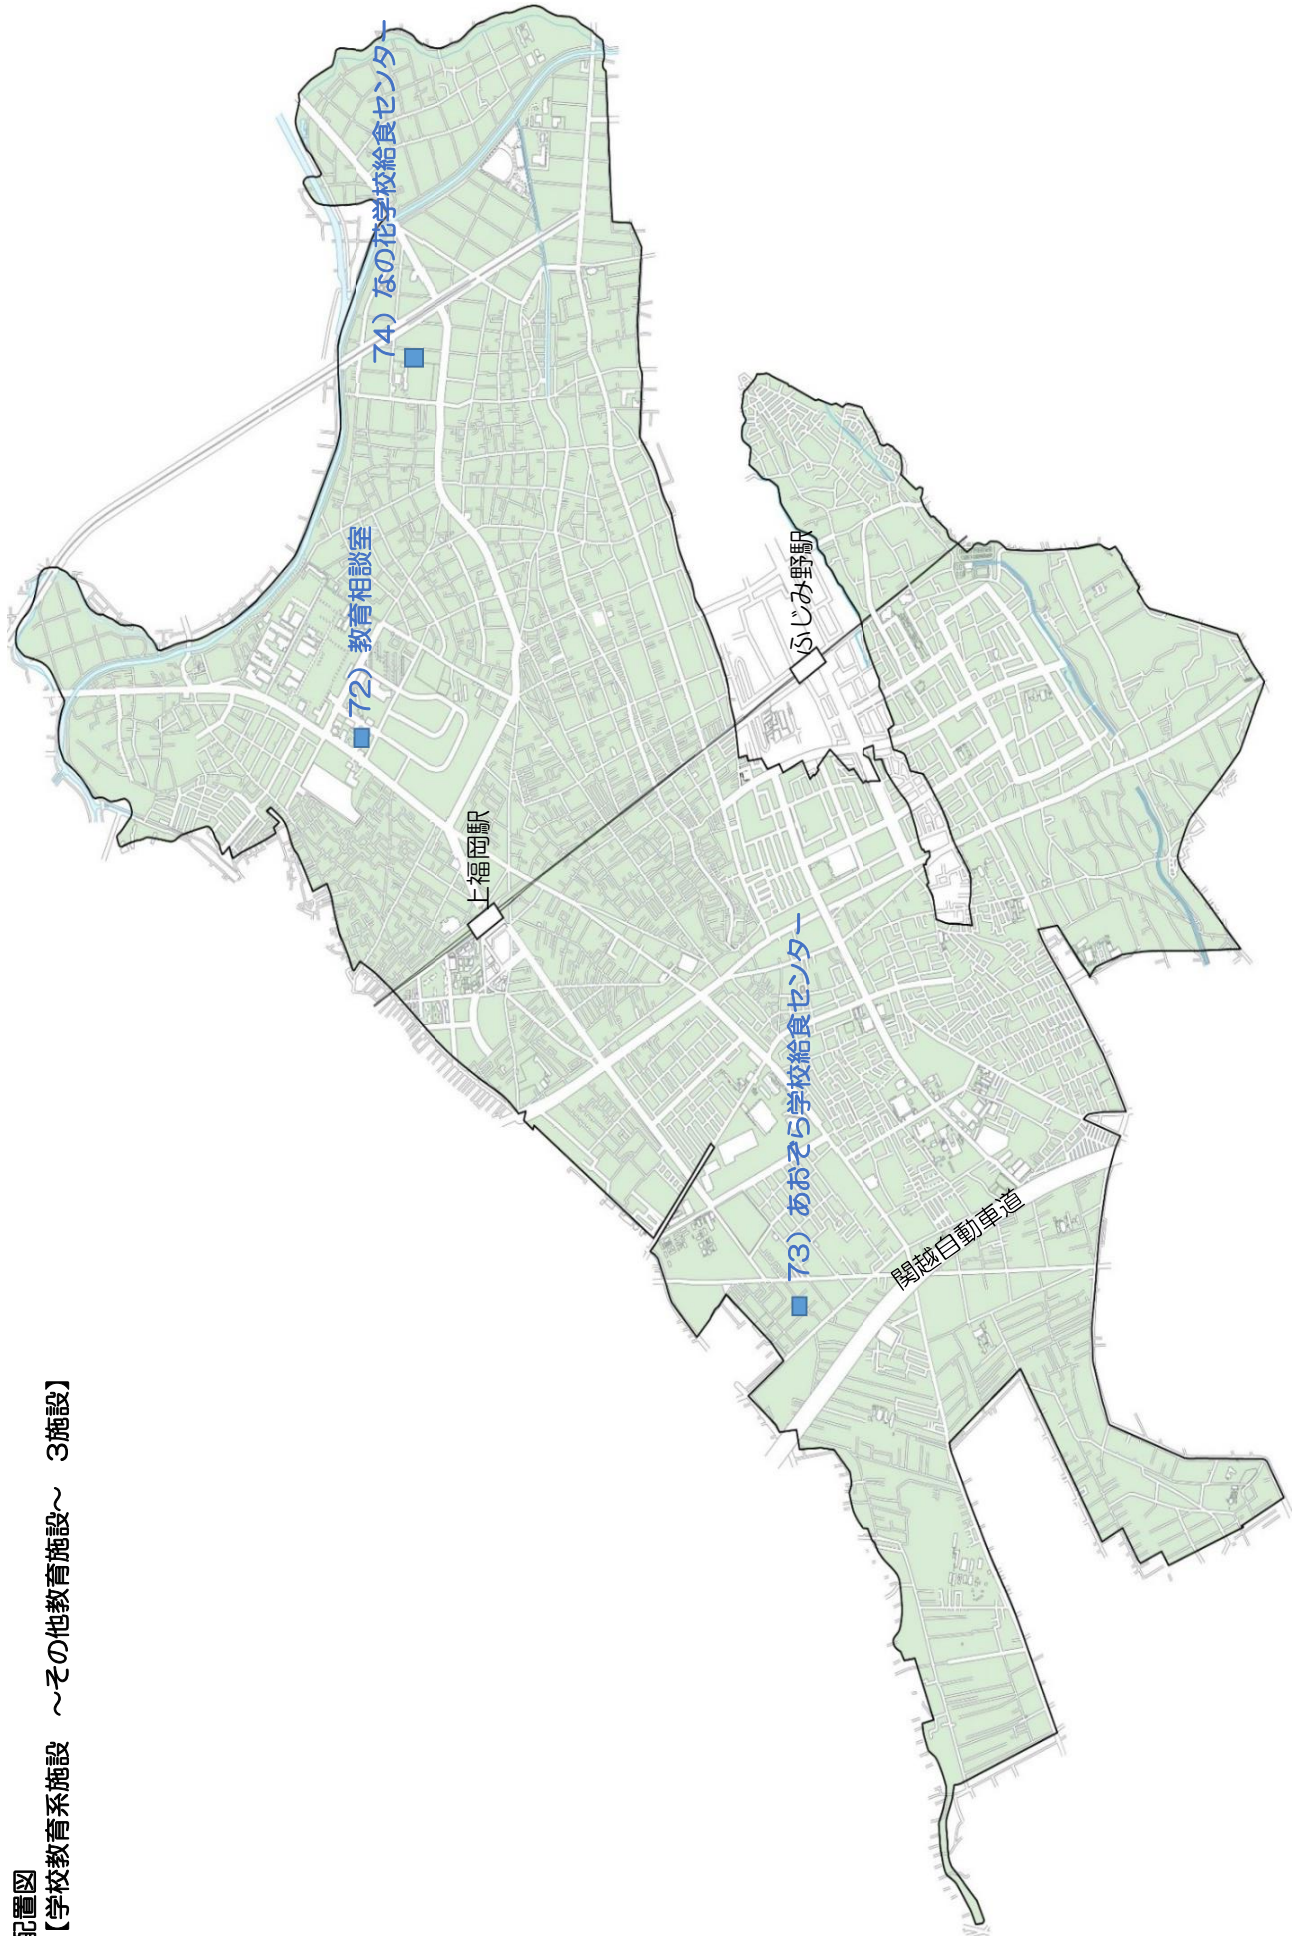 配置図
【学校教育系施設　～その他教育施設～　3施設】
74）なの花学校給食センター
72）教育相談室
上福岡駅
ふじみ野駅
73）あおぞら学校給食センター
関越自動車道